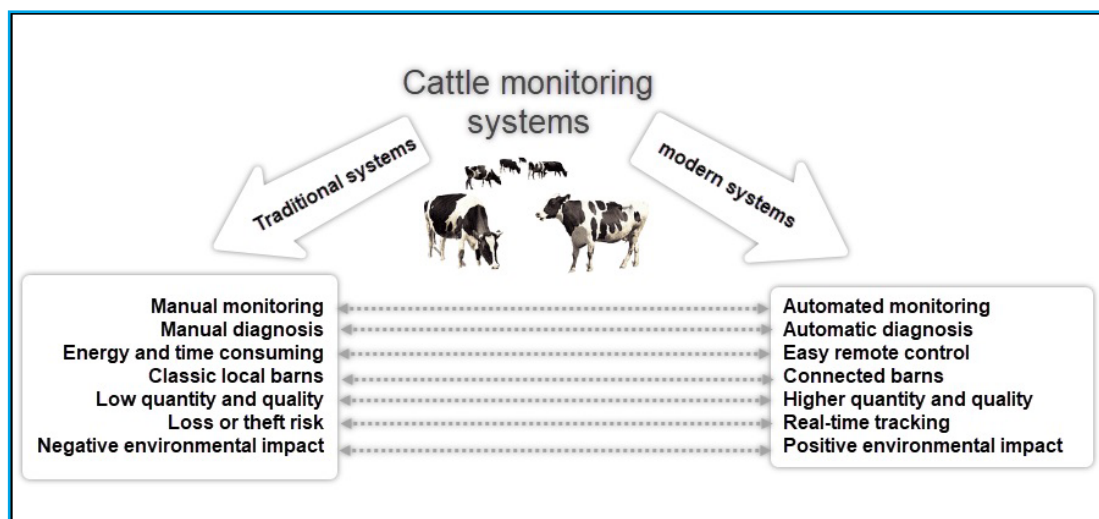 Cattle monitoring
systems
Traditional systems
modern systems
Manual monitoring
Manual diagnosis
Energy and time consuming
Classic local barns
Low quantity and quality
Loss or theft risk
Negative environmental impact
Automated monitoring
Automatic diagnosis
Easy remote control
Connected barns
Higher quantity and quality
Real-time tracking
Positive environmental impact